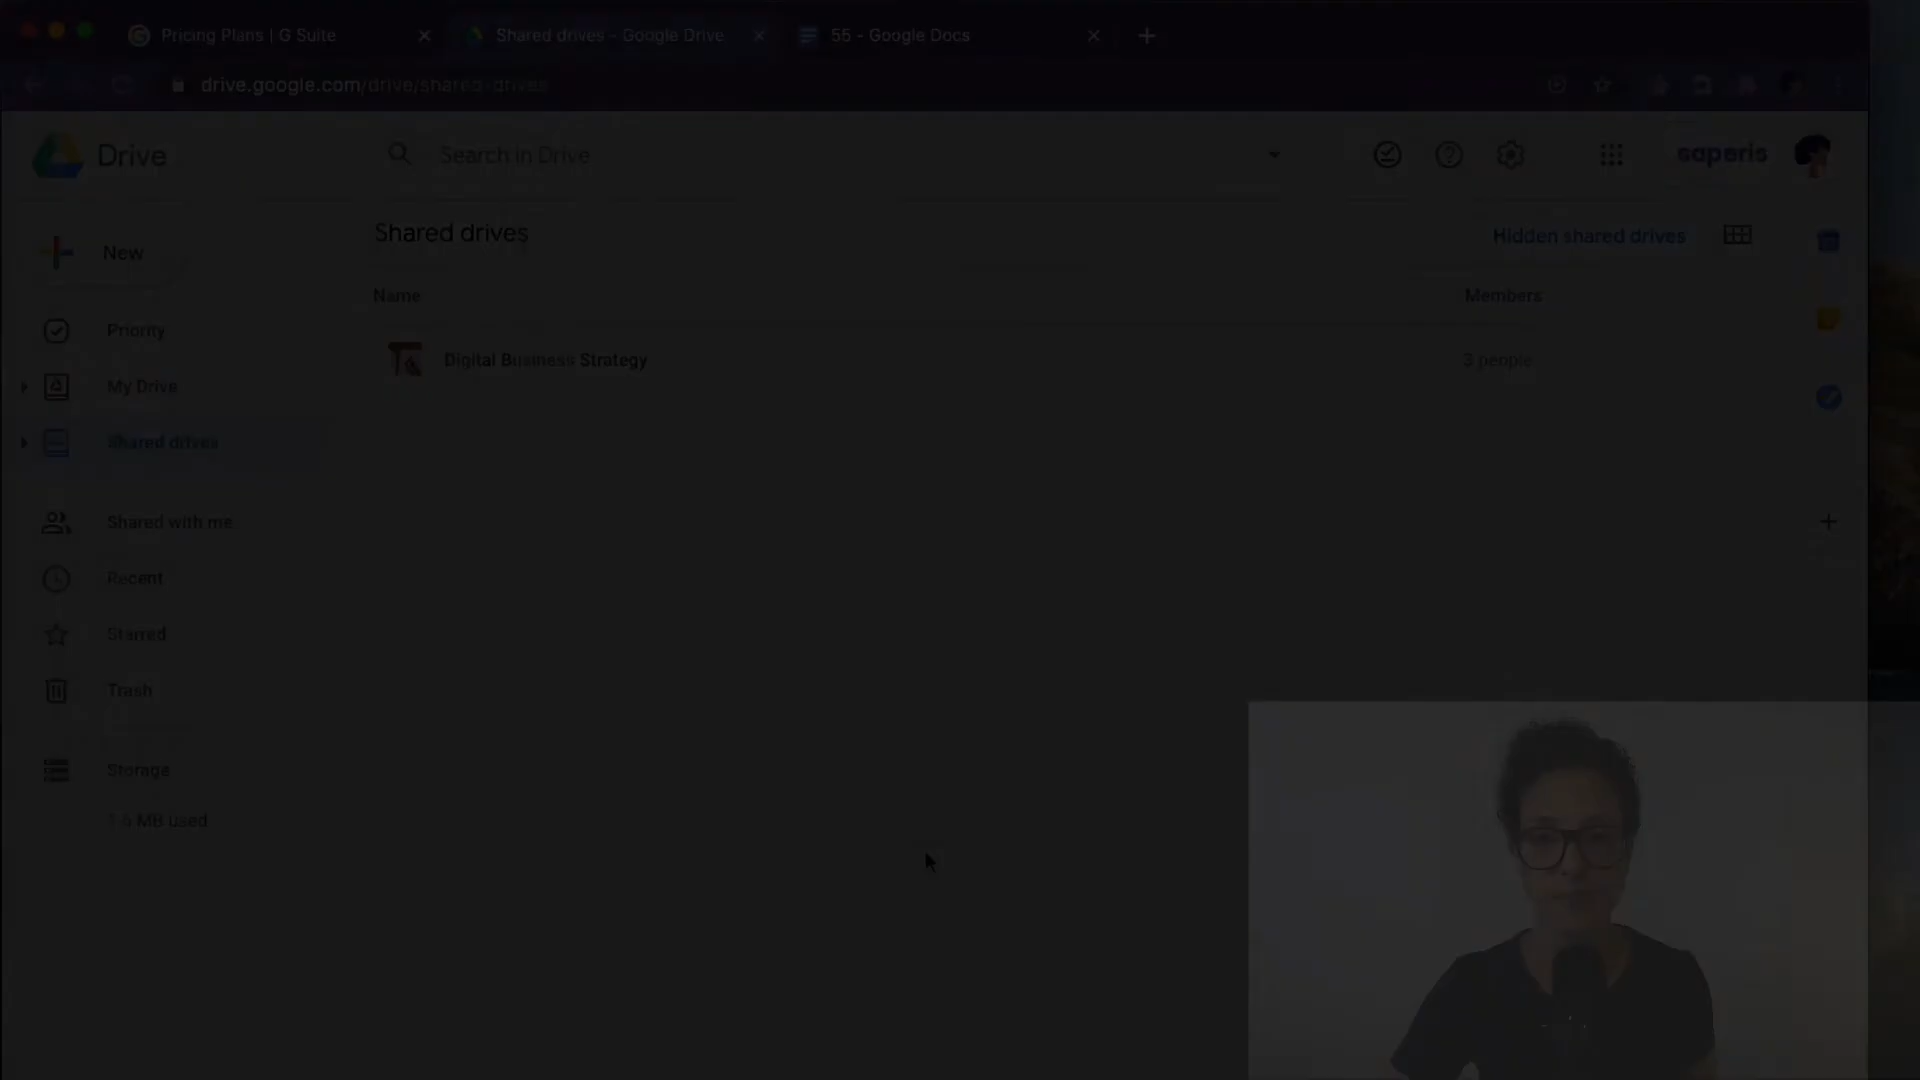 Pricing Plans | G Suite
Shared drives - Google Drive
55 - Google Docs
drive.google.com/drive/shared-drives
Drive
Search in Drive
saperis
New
Shared drives
Hidden shared drives
Name
Members
Priority
Digital Business Strategy
3 people
My Drive
Shared drives
Shared with me
Recent
Starred
Trash
Storage
MB used